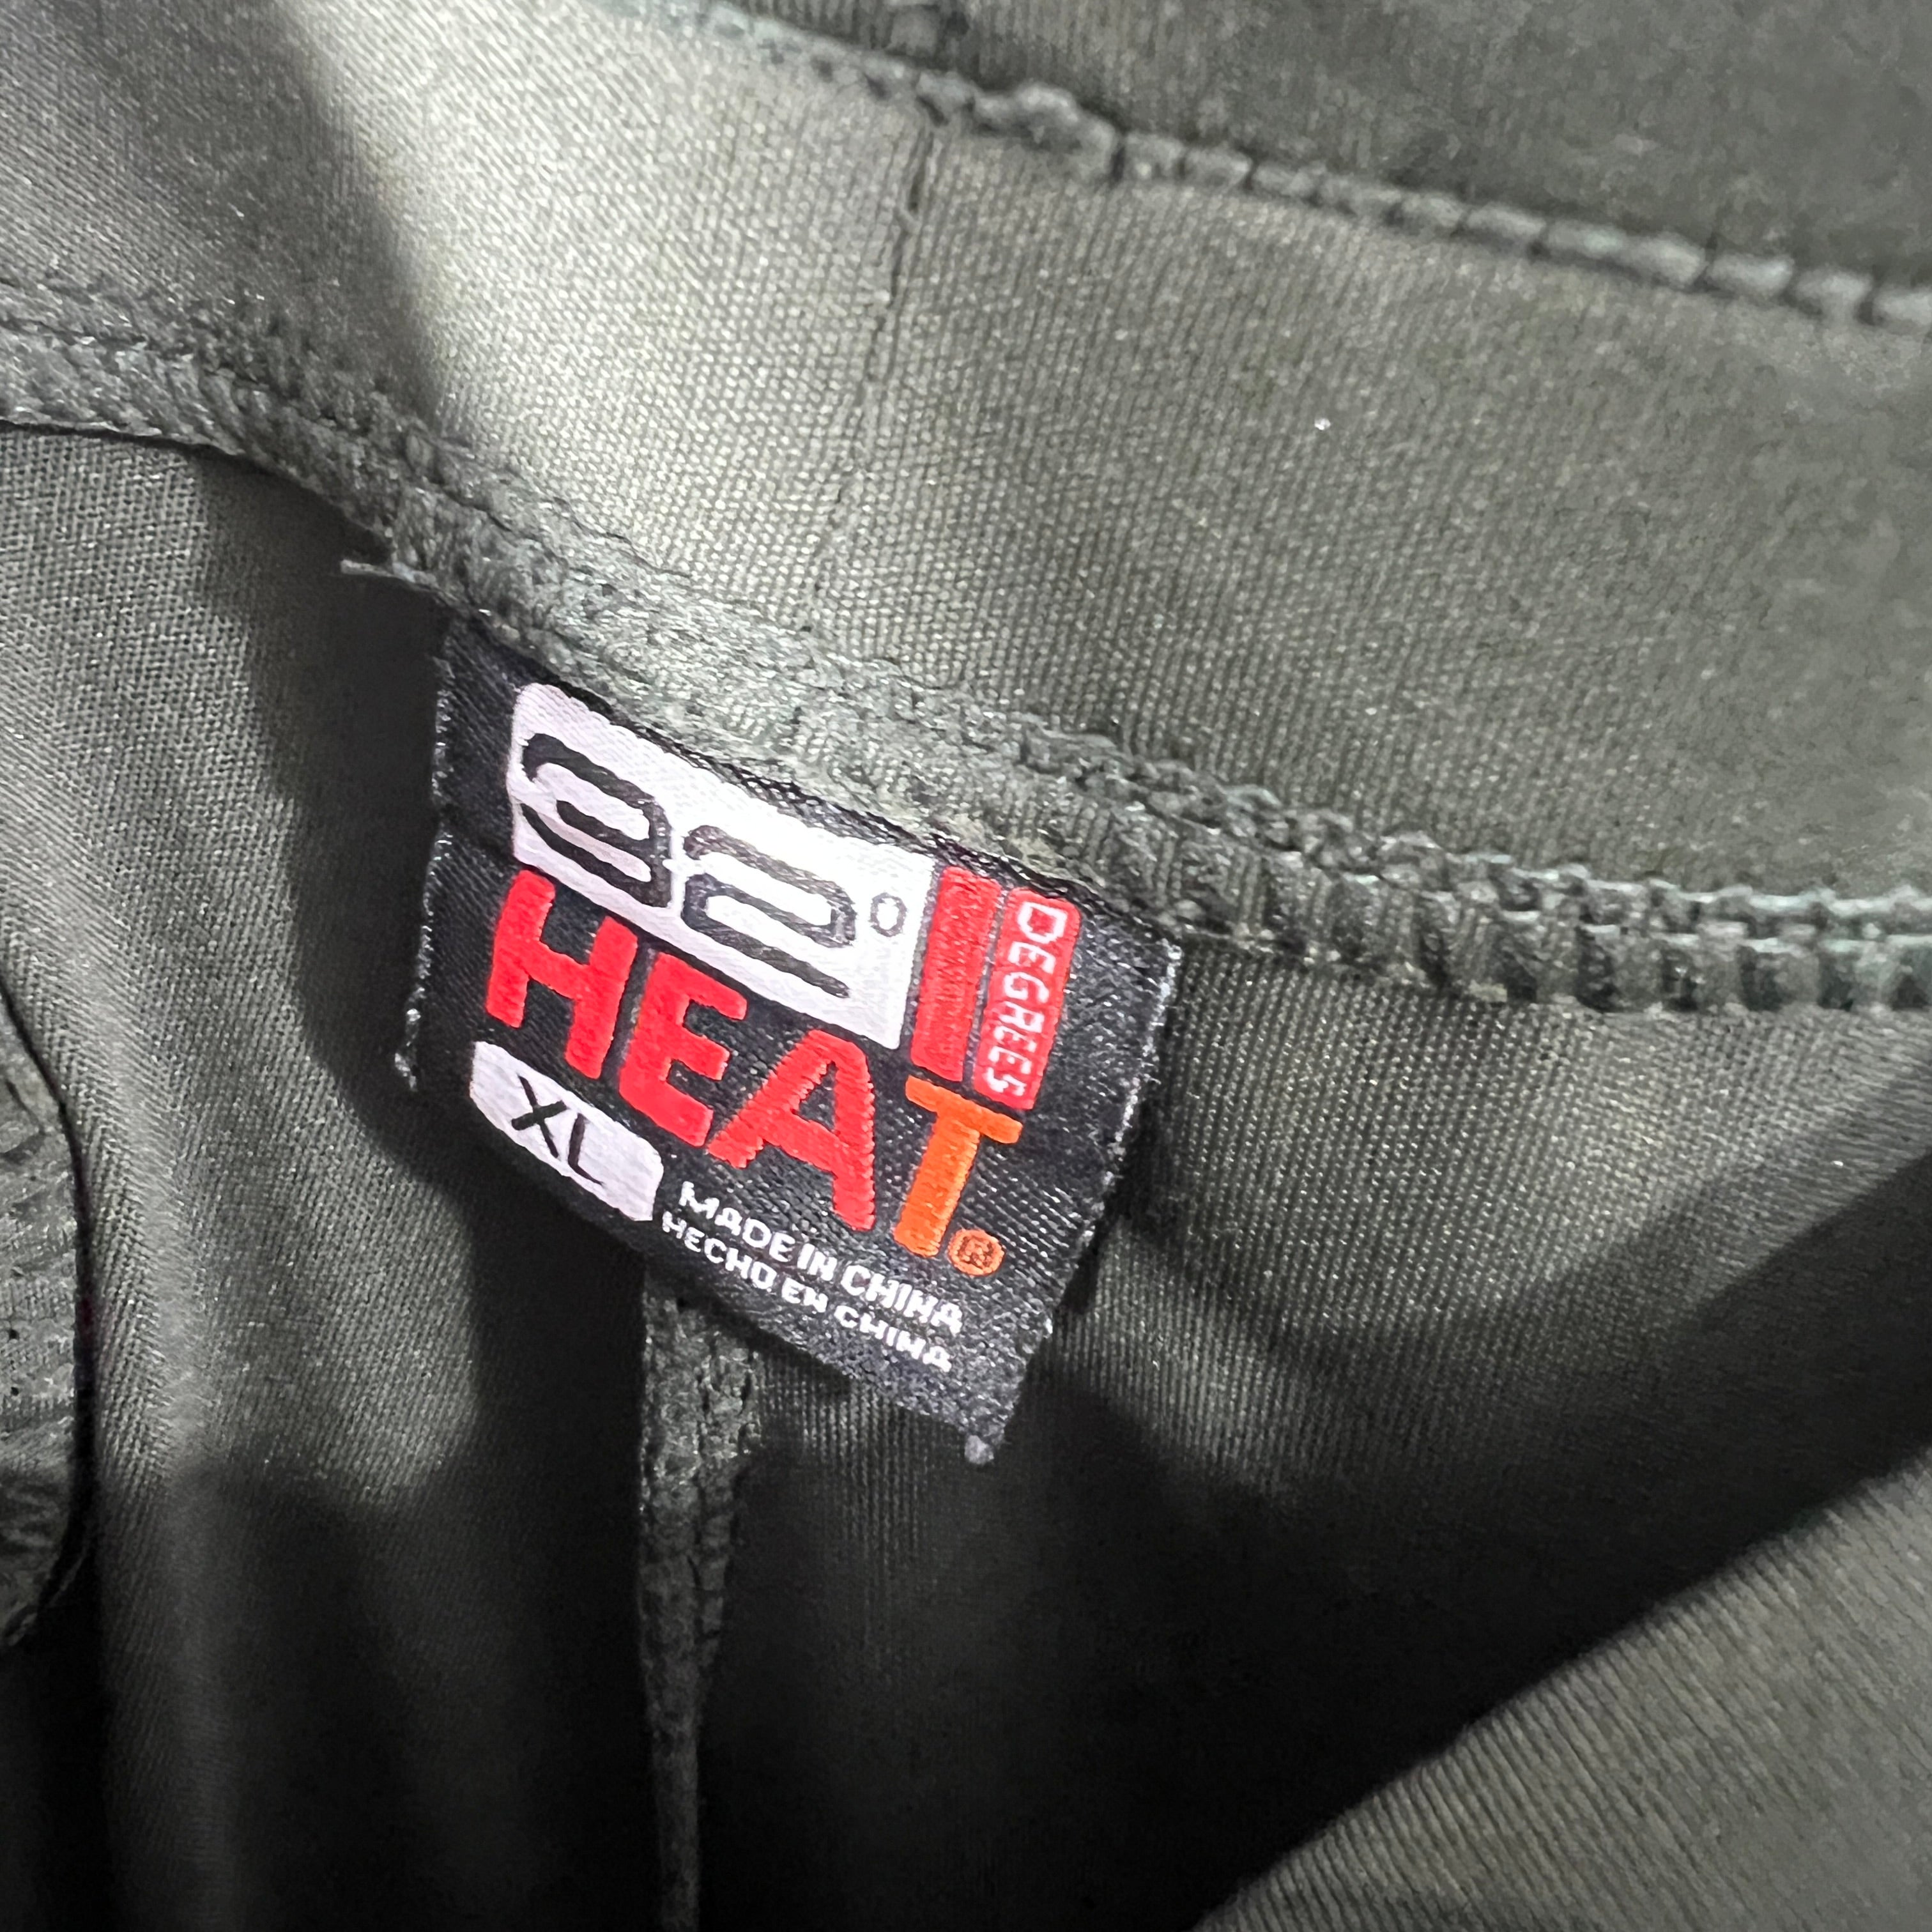 32°
DEGREES
HEAT®
XL
MADE IN CHINA
HECHO EN CHINA